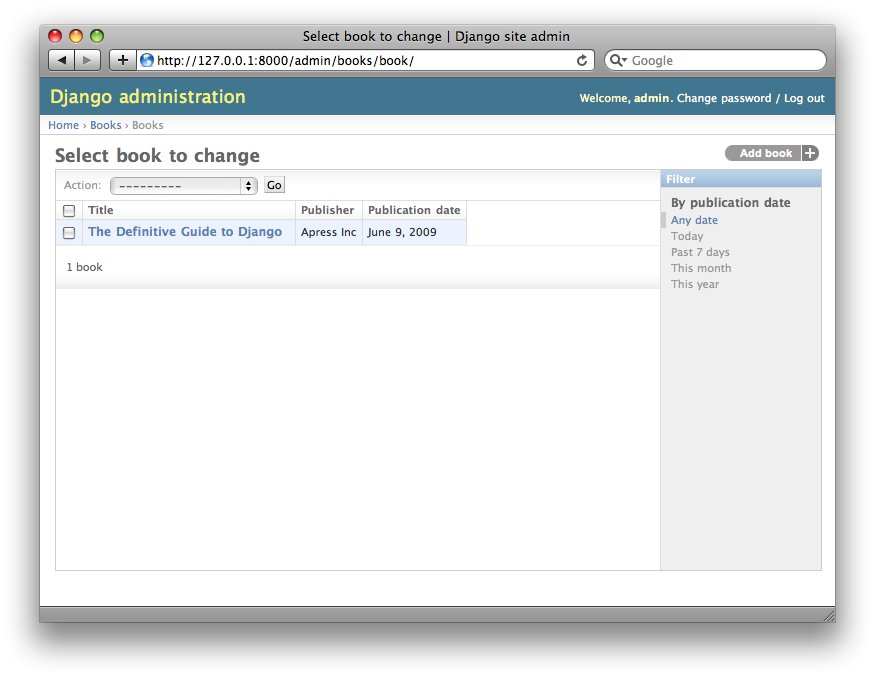 Select book to change | Django site admin
http://127.0.0.1:8000/admin/books/book/
Google
Django administration
Welcome, admin. Change password / Log out
Home › Books › Books
Select book to change
Add book +
Action: --------- Go
Title Publisher Publication date
The Definitive Guide to Django Apress Inc June 9, 2009
1 book
Filter
By publication date
Any date
Today
Past 7 days
This month
This year